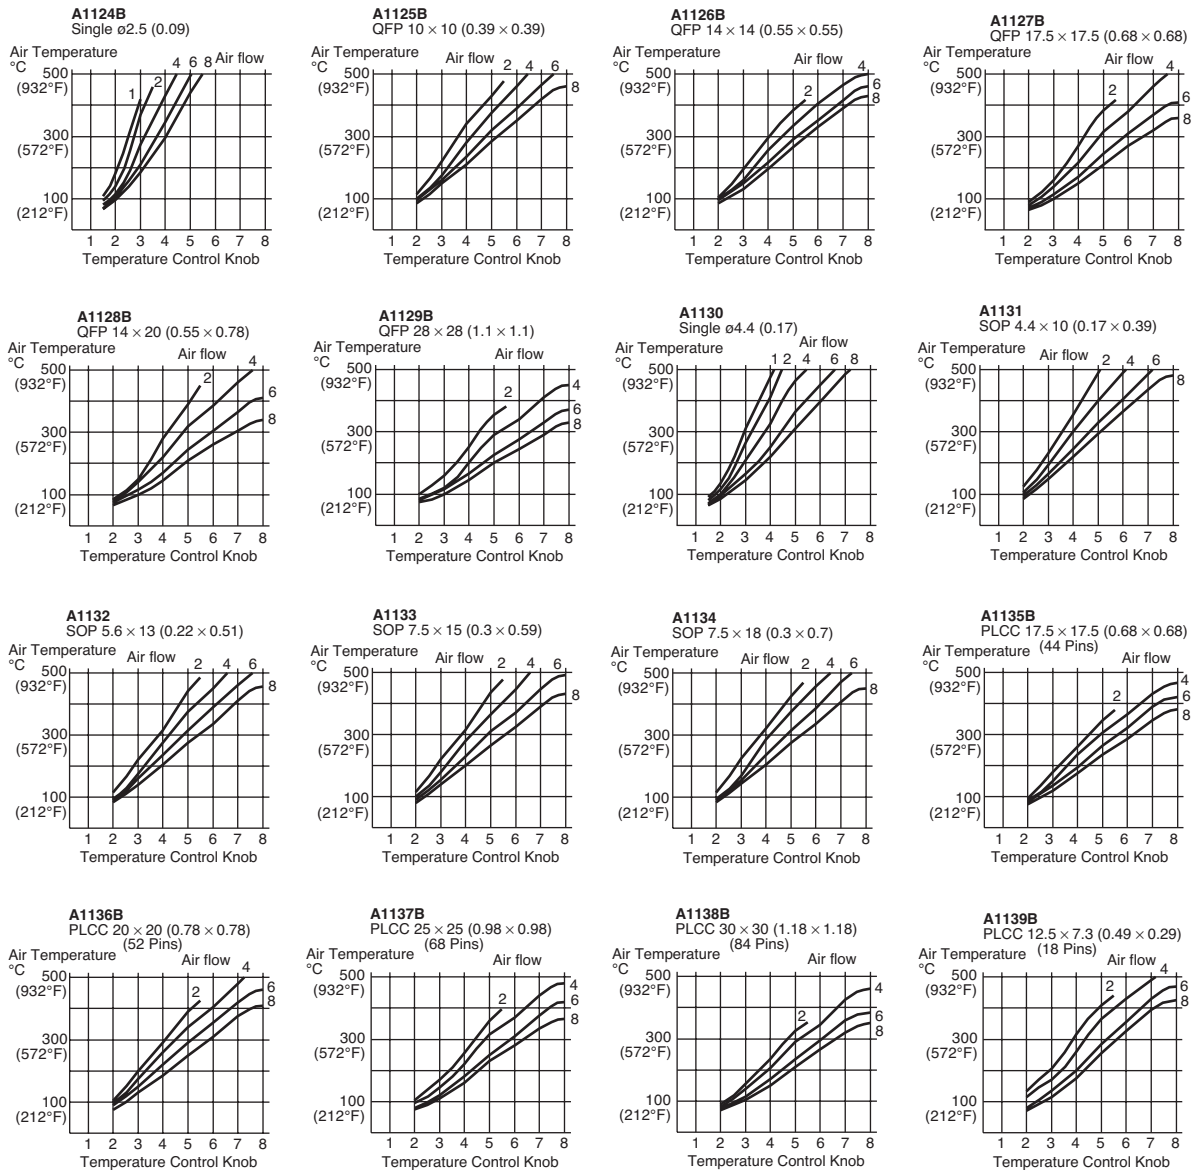 A1124B
Single ø2.5 (0.09)
Air Temperature
°C
Air flow
500
(932°F)
300
(572°F)
100
(212°F)
1
2
4 6 8
1 2 3 4 5 6 7 8
Temperature Control Knob
A1125B
QFP 10 × 10 (0.39 × 0.39)
Air Temperature
°C
Air flow
500
(932°F)
300
(572°F)
100
(212°F)
2 4 6
8
1 2 3 4 5 6 7 8
Temperature Control Knob
A1126B
QFP 14 × 14 (0.55 × 0.55)
Air Temperature
°C
Air flow
500
(932°F)
300
(572°F)
100
(212°F)
2
4
6
8
1 2 3 4 5 6 7 8
Temperature Control Knob
A1127B
QFP 17.5 × 17.5 (0.68 × 0.68)
Air Temperature
°C
Air flow
500
(932°F)
300
(572°F)
100
(212°F)
2
4
6
8
1 2 3 4 5 6 7 8
Temperature Control Knob
A1128B
QFP 14 × 20 (0.55 × 0.78)
Air Temperature
°C
Air flow
500
(932°F)
300
(572°F)
100
(212°F)
2
4
6
8
1 2 3 4 5 6 7 8
Temperature Control Knob
A1129B
QFP 28 × 28 (1.1 × 1.1)
Air Temperature
°C
Air flow
500
(932°F)
300
(572°F)
100
(212°F)
2
4
6
8
1 2 3 4 5 6 7 8
Temperature Control Knob
A1130
Single ø4.4 (0.17)
Air Temperature
°C
Air flow
500
(932°F)
300
(572°F)
100
(212°F)
1 2 4 6 8
1 2 3 4 5 6 7 8
Temperature Control Knob
A1131
SOP 4.4 × 10 (0.17 × 0.39)
Air Temperature
°C
Air flow
500
(932°F)
300
(572°F)
100
(212°F)
2 4 6
8
1 2 3 4 5 6 7 8
Temperature Control Knob
A1132
SOP 5.6 × 13 (0.22 × 0.51)
Air Temperature
°C
Air flow
500
(932°F)
300
(572°F)
100
(212°F)
2 4 6
8
1 2 3 4 5 6 7 8
Temperature Control Knob
A1133
SOP 7.5 × 15 (0.3 × 0.59)
Air Temperature
°C
Air flow
500
(932°F)
300
(572°F)
100
(212°F)
2 4 6
8
1 2 3 4 5 6 7 8
Temperature Control Knob
A1134
SOP 7.5 × 18 (0.3 × 0.7)
Air Temperature
°C
Air flow
500
(932°F)
300
(572°F)
100
(212°F)
2 4 6
8
1 2 3 4 5 6 7 8
Temperature Control Knob
A1135B
PLCC 17.5 × 17.5 (0.68 × 0.68)
(44 Pins)
Air Temperature
°C
Air flow
500
(932°F)
300
(572°F)
100
(212°F)
2
4
6
8
1 2 3 4 5 6 7 8
Temperature Control Knob
A1136B
PLCC 20 × 20 (0.78 × 0.78)
(52 Pins)
Air Temperature
°C
Air flow
500
(932°F)
300
(572°F)
100
(212°F)
2
4
6
8
1 2 3 4 5 6 7 8
Temperature Control Knob
A1137B
PLCC 25 × 25 (0.98 × 0.98)
(68 Pins)
Air Temperature
°C
Air flow
500
(932°F)
300
(572°F)
100
(212°F)
2
4
6
8
1 2 3 4 5 6 7 8
Temperature Control Knob
A1138B
PLCC 30 × 30 (1.18 × 1.18)
(84 Pins)
Air Temperature
°C
Air flow
500
(932°F)
300
(572°F)
100
(212°F)
2
4
6
8
1 2 3 4 5 6 7 8
Temperature Control Knob
A1139B
PLCC 12.5 × 7.3 (0.49 × 0.29)
(18 Pins)
Air Temperature
°C
Air flow
500
(932°F)
300
(572°F)
100
(212°F)
2
4
6
8
1 2 3 4 5 6 7 8
Temperature Control Knob